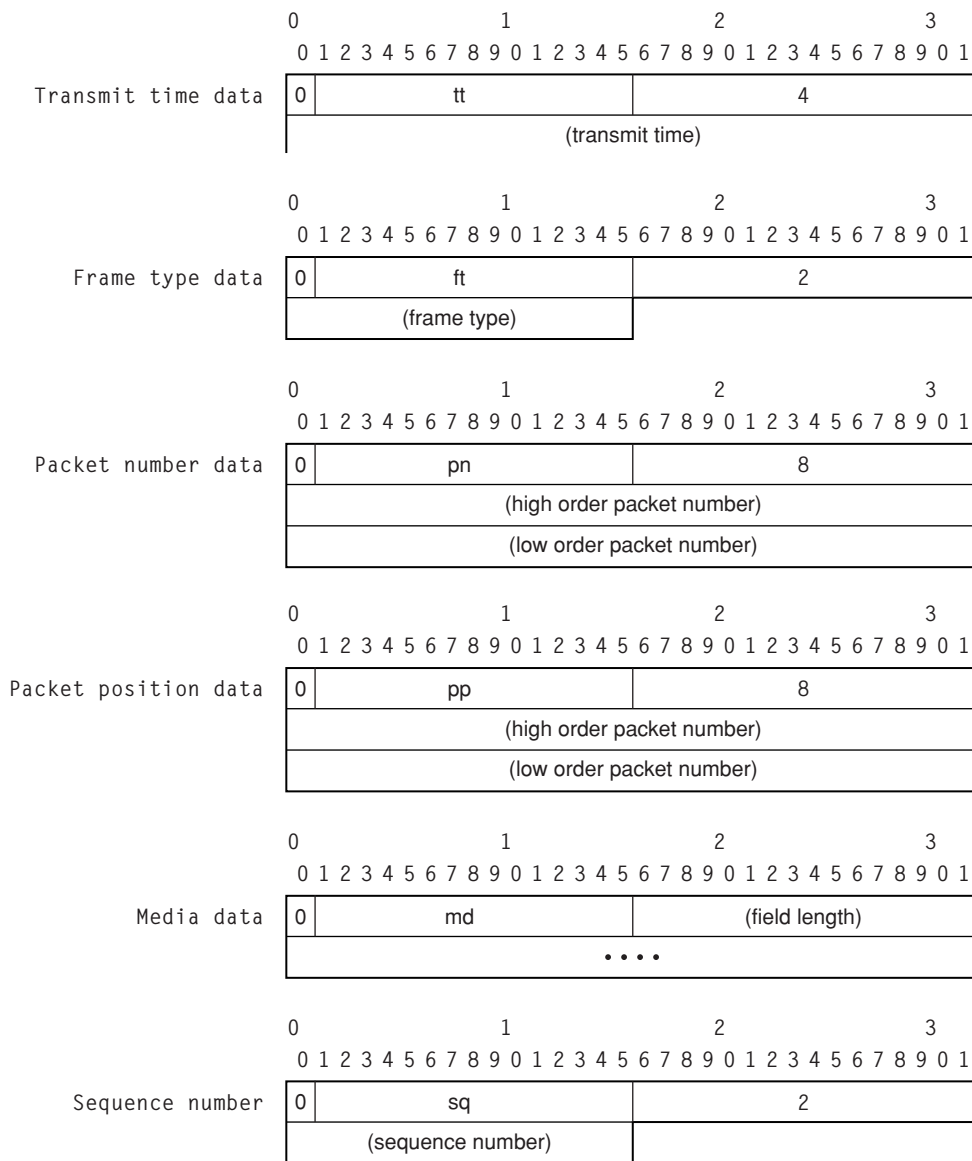 0 1 2 3
0 1 2 3 4 5 6 7 8 9 0 1 2 3 4 5 6 7 8 9 0 1 2 3 4 5 6 7 8 9 0 1
Transmit time data 0 tt 4
(transmit time)
0 1 2 3
0 1 2 3 4 5 6 7 8 9 0 1 2 3 4 5 6 7 8 9 0 1 2 3 4 5 6 7 8 9 0 1
Frame type data 0 ft 2
(frame type)
0 1 2 3
0 1 2 3 4 5 6 7 8 9 0 1 2 3 4 5 6 7 8 9 0 1 2 3 4 5 6 7 8 9 0 1
Packet number data 0 pn 8
(high order packet number)
(low order packet number)
0 1 2 3
0 1 2 3 4 5 6 7 8 9 0 1 2 3 4 5 6 7 8 9 0 1 2 3 4 5 6 7 8 9 0 1
Packet position data 0 pp 8
(high order packet number)
(low order packet number)
0 1 2 3
0 1 2 3 4 5 6 7 8 9 0 1 2 3 4 5 6 7 8 9 0 1 2 3 4 5 6 7 8 9 0 1
Media data 0 md (field length)
• • • •
0 1 2 3
0 1 2 3 4 5 6 7 8 9 0 1 2 3 4 5 6 7 8 9 0 1 2 3 4 5 6 7 8 9 0 1
Sequence number 0 sq 2
(sequence number)